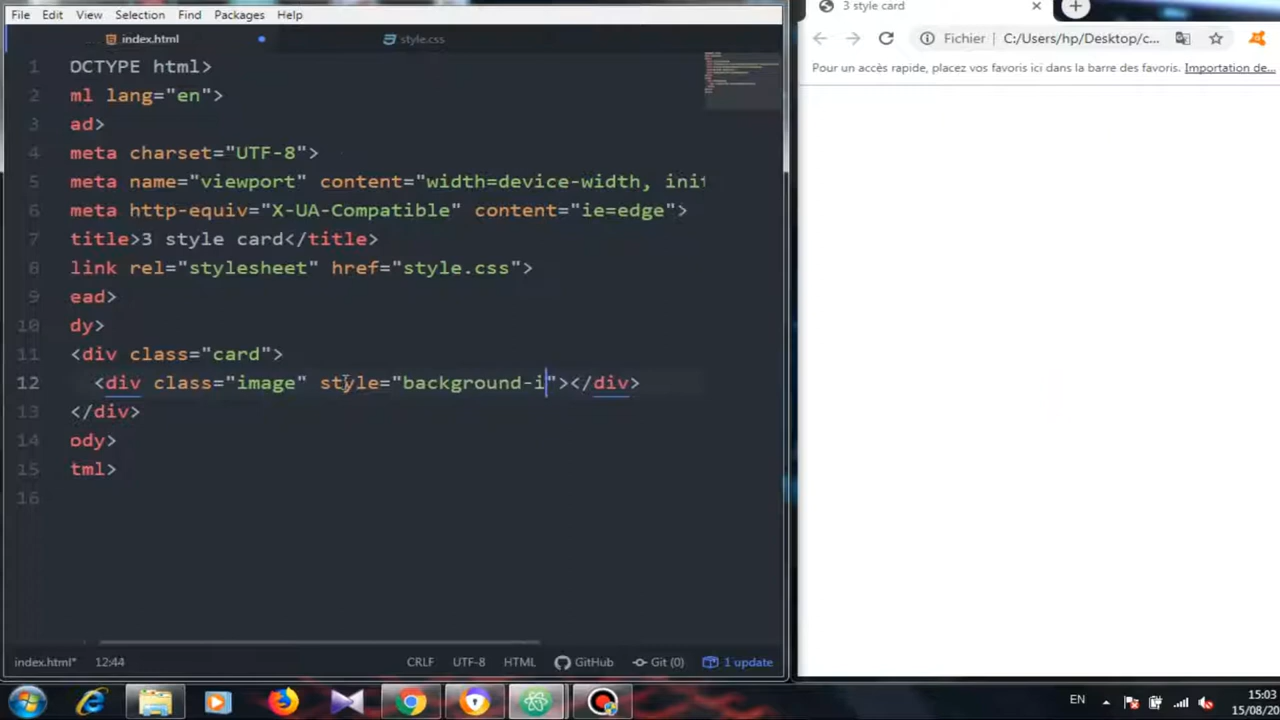 File Edit View Selection Find Packages Help
3 style card
index.html
style.css
Fichier C:/Users/hp/Desktop/c...
Pour un accès rapide, placez vos favoris ici dans la barre des favoris. Importation de...
1 OCTYPE html>
2 ml lang="en">
3 ad>
4 meta charset="UTF-8">
5 meta name="viewport" content="width=device-width, init
6 meta http-equiv="X-UA-Compatible" content="ie=edge">
7 title>3 style card</title>
8 link rel="stylesheet" href="style.css">
9 ead>
10 dy>
11 <div class="card">
12 <div class="image" style="background-i"></div>
13 </div>
14 ody>
15 tml>
16
index.html* 12:44 CRLF UTF-8 HTML GitHub Git (0) 1 update
EN
15:03
15/08/20